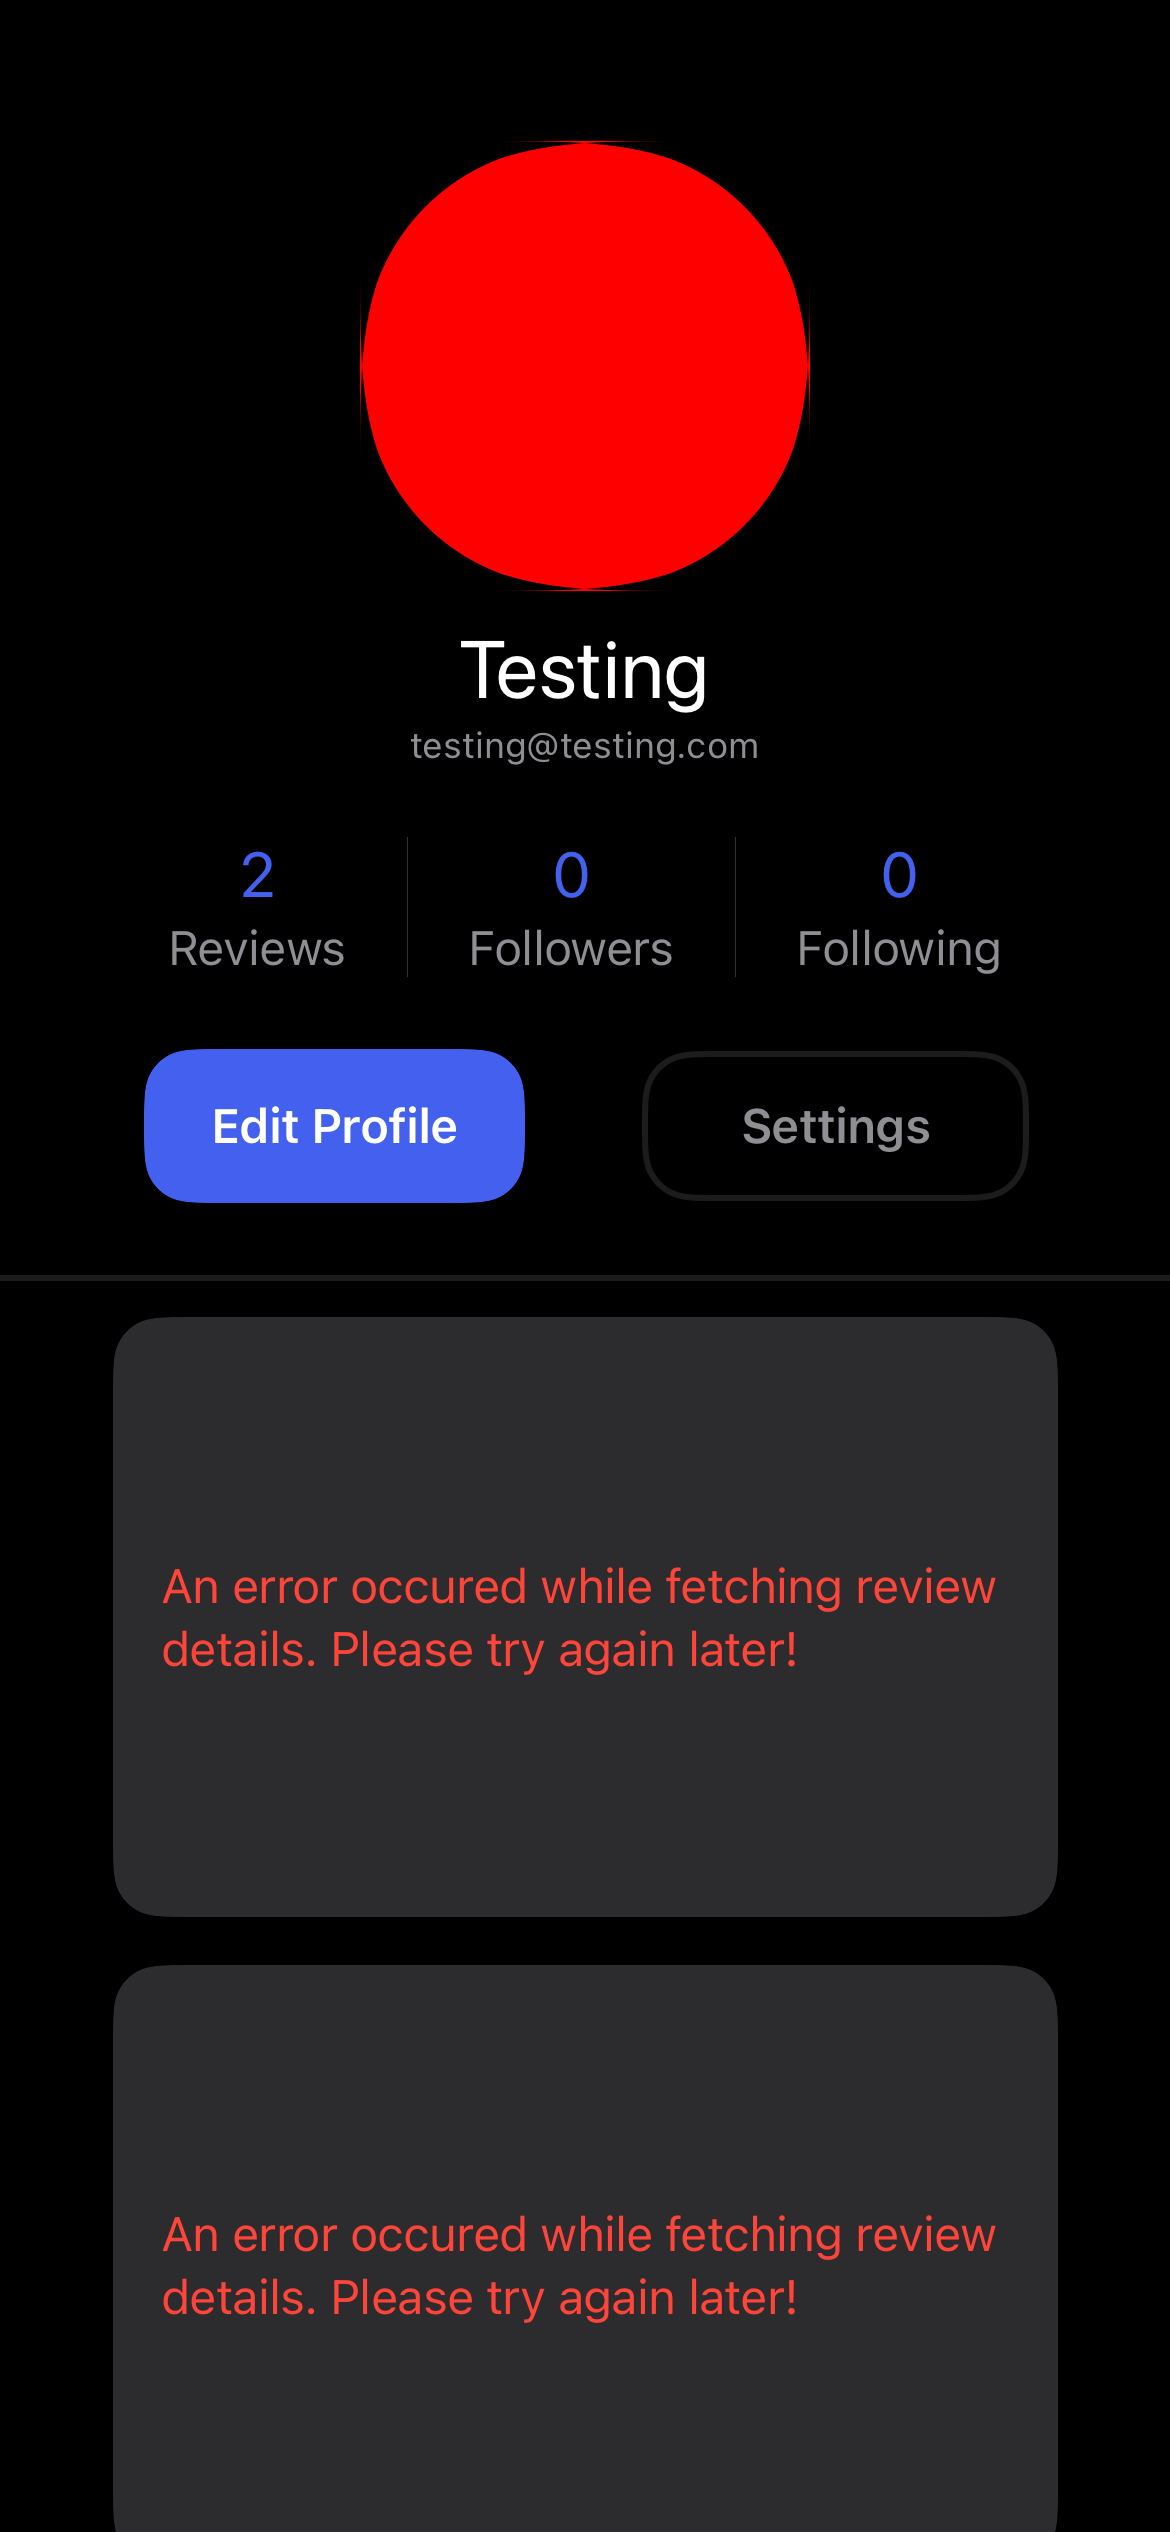 Testing
testing@testing.com
2
Reviews
0
Followers
0
Following
Edit Profile
Settings
An error occured while fetching review
details. Please try again later!
An error occured while fetching review
details. Please try again later!